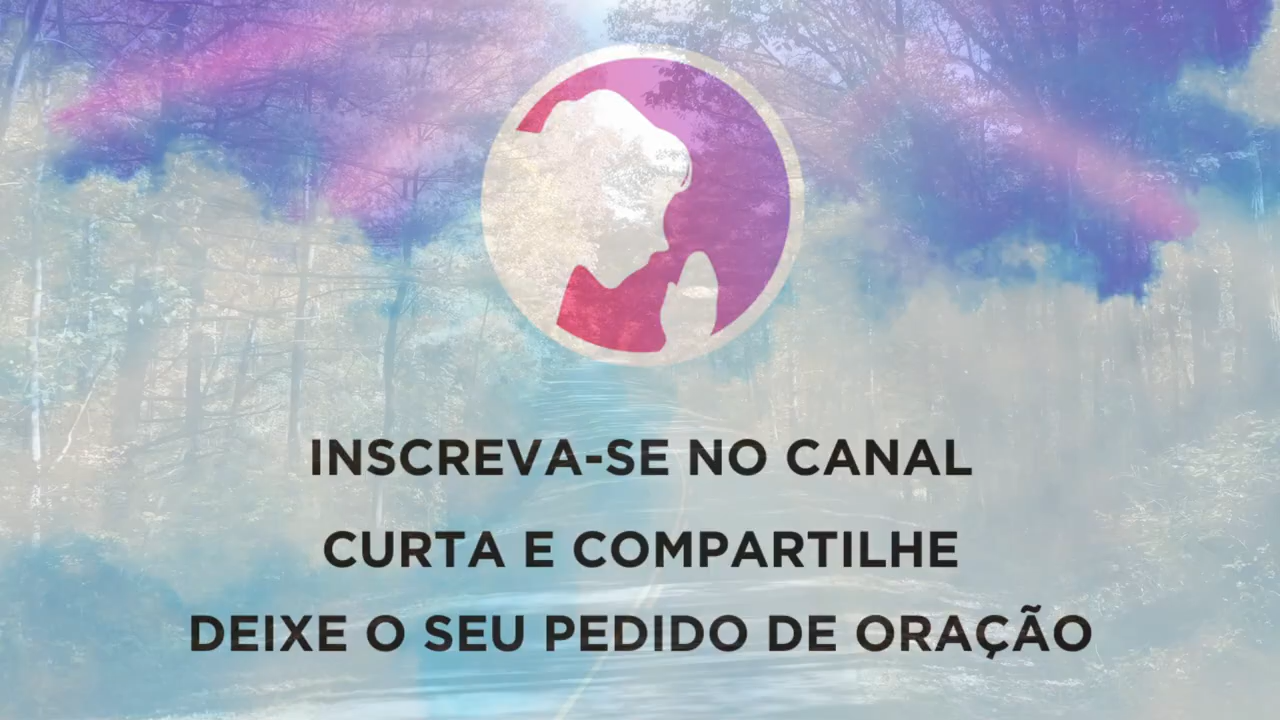 INSCREVA-SE NO CANAL
CURTA E COMPARTILHE
DEIXE O SEU PEDIDO DE ORAÇÃO